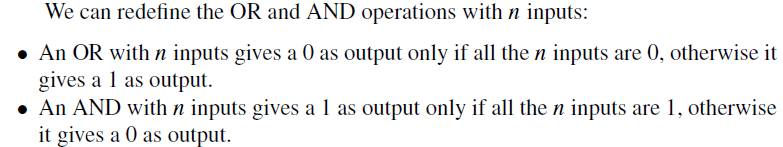 We can redefine the OR and AND operations with n inputs:
• An OR with n inputs gives a 0 as output only if all the n inputs are 0, otherwise it
gives a 1 as output.
• An AND with n inputs gives a 1 as output only if all the n inputs are 1, otherwise
it gives a 0 as output.